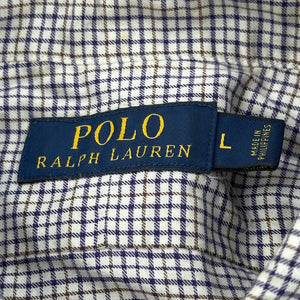 POLO
RALPH LAUREN
L
MADE IN
PHILIPPINES